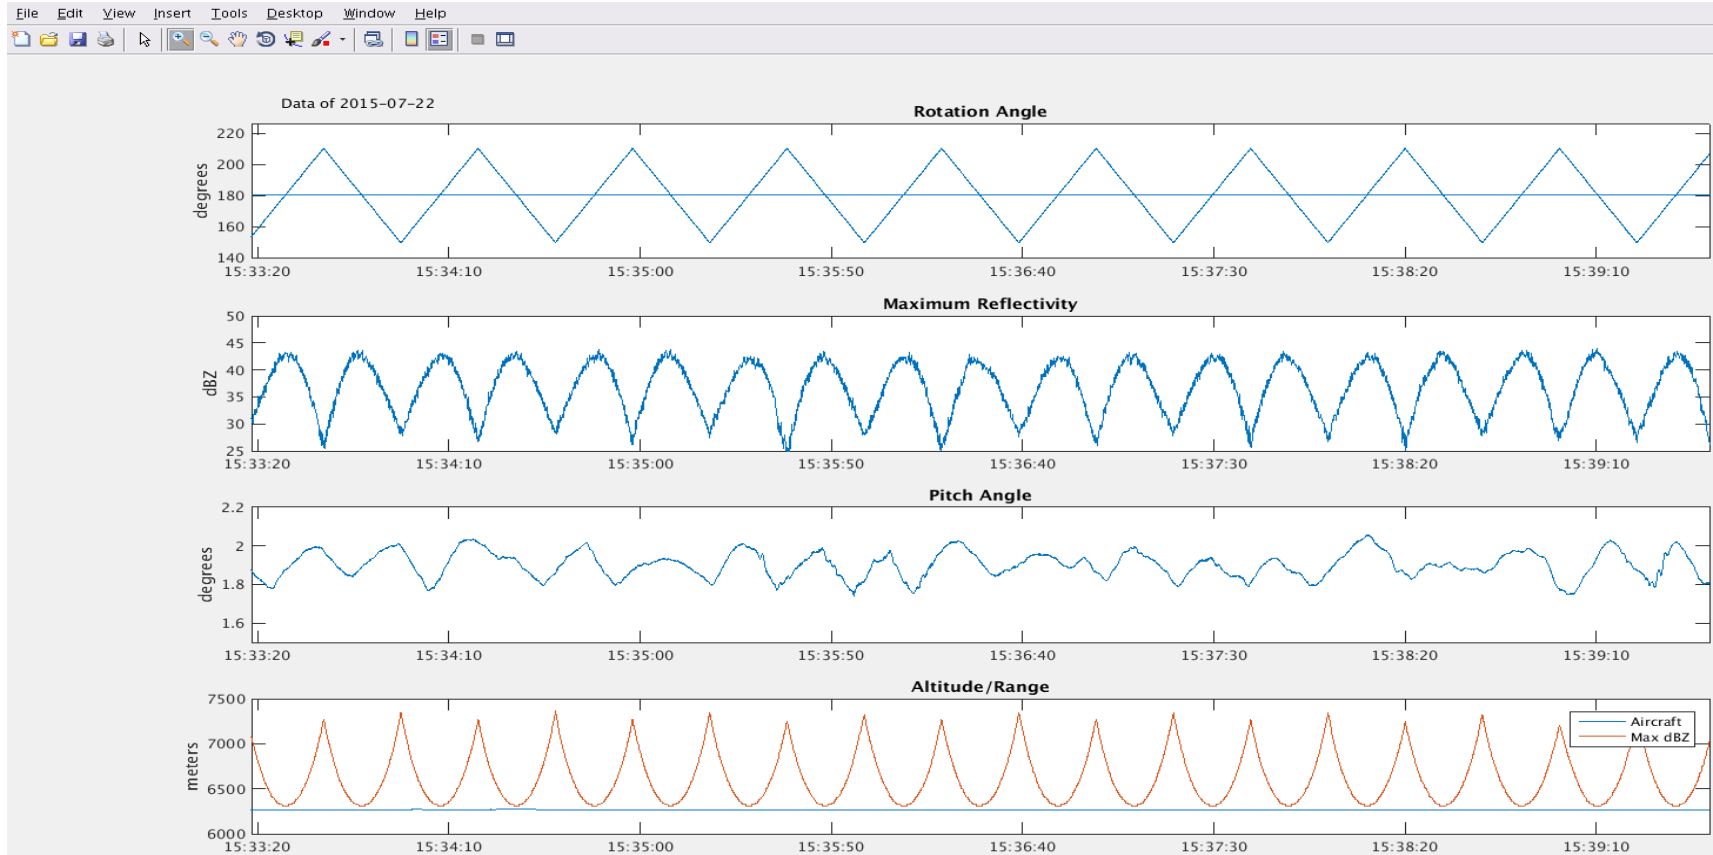 File Edit View Insert Tools Desktop Window Help
Data of 2015-07-22
Rotation Angle
220
200
180
160
140
degrees
15:33:20 15:34:10 15:35:00 15:35:50 15:36:40 15:37:30 15:38:20 15:39:10
Maximum Reflectivity
50
45
40
35
30
25
dBZ
15:33:20 15:34:10 15:35:00 15:35:50 15:36:40 15:37:30 15:38:20 15:39:10
Pitch Angle
2.2
2
1.8
1.6
degrees
15:33:20 15:34:10 15:35:00 15:35:50 15:36:40 15:37:30 15:38:20 15:39:10
Altitude/Range
7500
7000
6500
6000
meters
Aircraft
Max dBZ
15:33:20 15:34:10 15:35:00 15:35:50 15:36:40 15:37:30 15:38:20 15:39:10